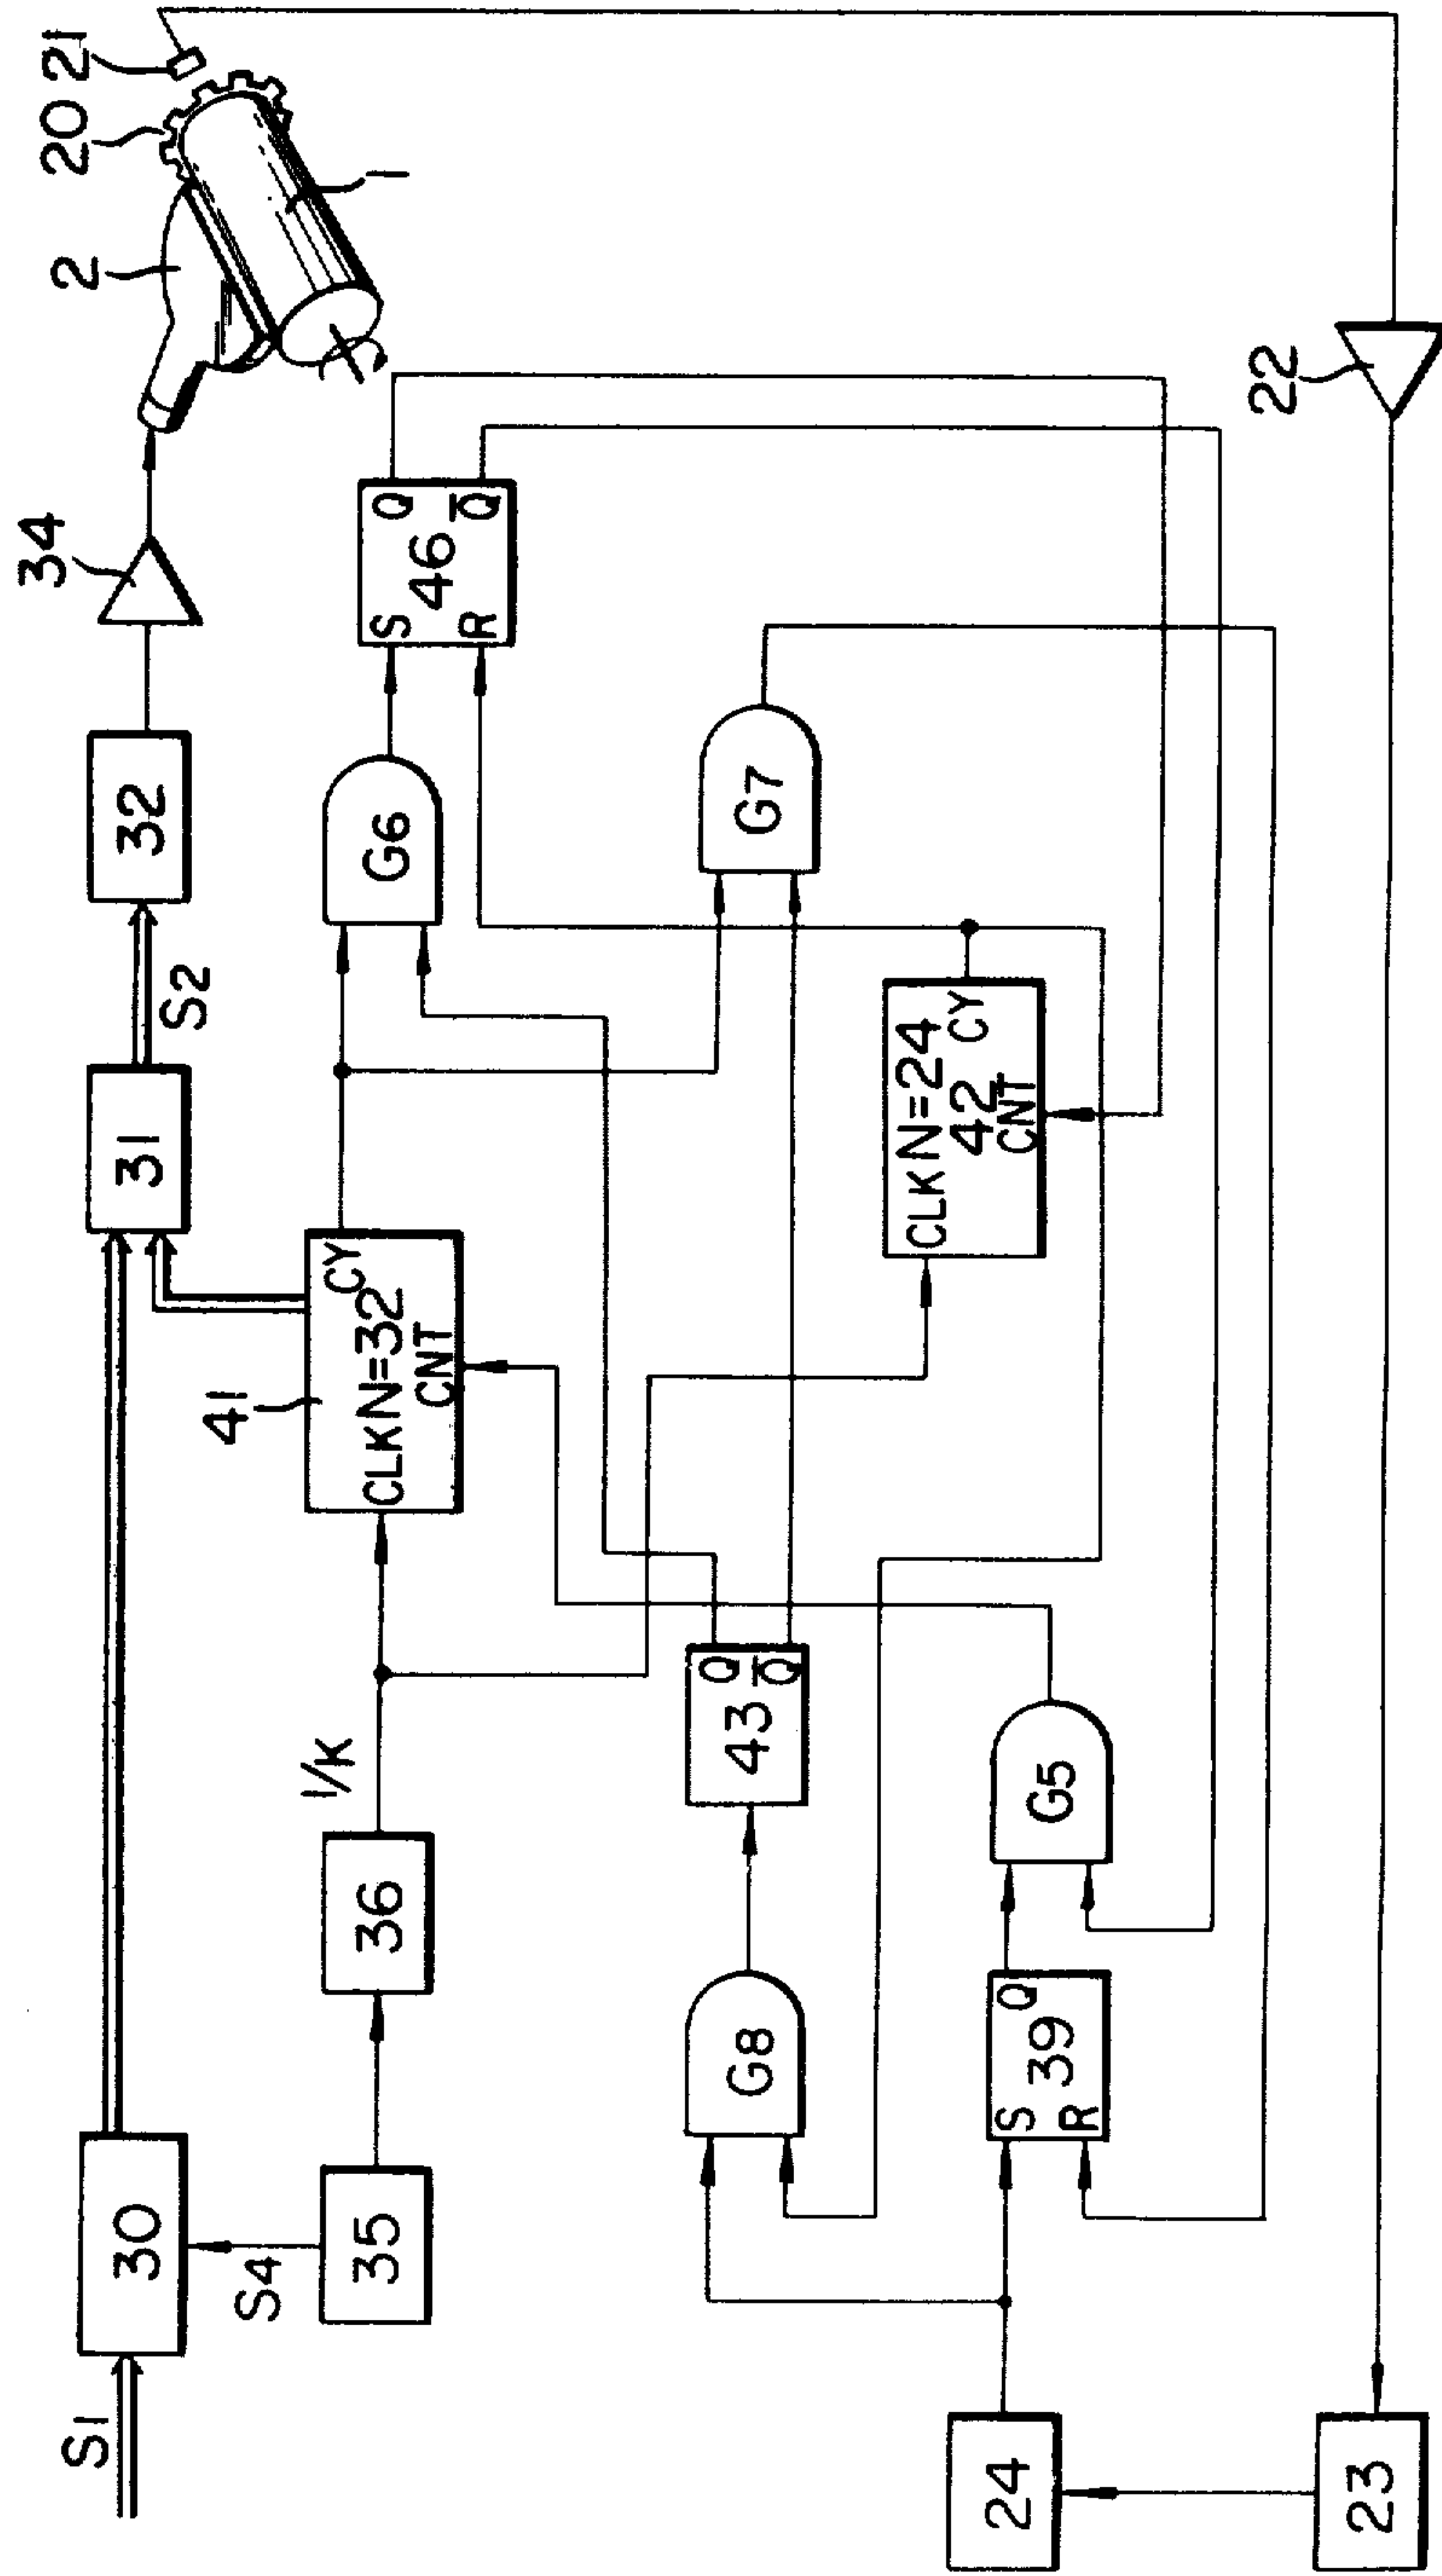 S1
30
S4
35
36
1/K
31
S2
32
34
2
20
21
1
41
CLK N=32 CY
CNT
G6
S Q
46
R Q̅
G7
CLK N=24
42 CY
CNT
G8
43
Q
Q̅
S Q
39
R
G5
24
23
22